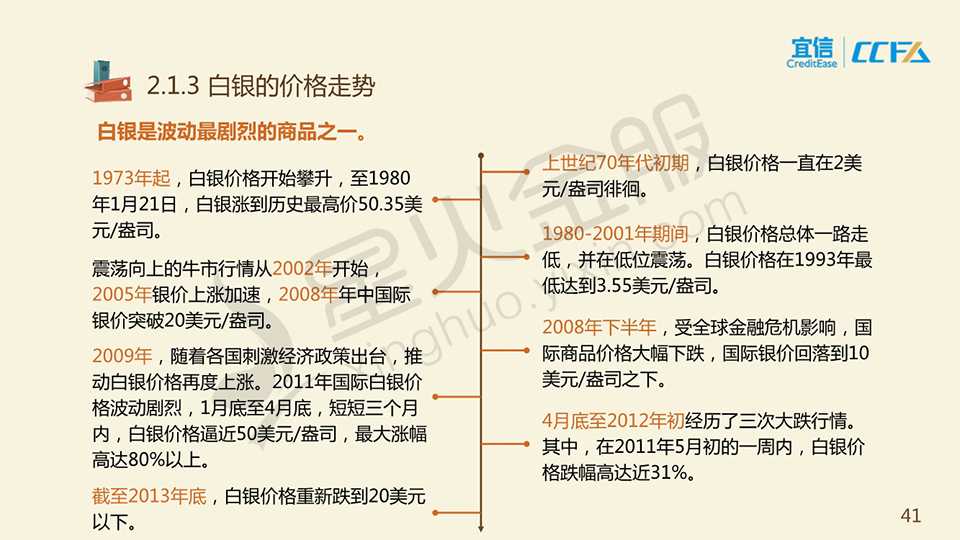 宜信
CreditEase
CCFA
2.1.3 白银的价格走势
白银是波动最剧烈的商品之一。
上世纪70年代初期，白银价格一直在2美
元/盎司徘徊。
1973年起，白银价格开始攀升，至1980
年1月21日，白银涨到历史最高价50.35美
元/盎司。
1980-2001年期间，白银价格总体一路走
低，并在低位震荡。白银价格在1993年最
低达到3.55美元/盎司。
震荡向上的牛市行情从2002年开始，
2005年银价上涨加速，2008年年中国际
银价突破20美元/盎司。
2008年下半年，受全球金融危机影响，国
际商品价格大幅下跌，国际银价回落到10
美元/盎司之下。
2009年，随着各国刺激经济政策出台，推
动白银价格再度上涨。2011年国际白银价
格波动剧烈，1月底至4月底，短短三个月
内，白银价格逼近50美元/盎司，最大涨幅
高达80%以上。
4月底至2012年初经历了三次大跌行情。
其中，在2011年5月初的一周内，白银价
格跌幅高达近31%。
截至2013年底，白银价格重新跌到20美元
以下。
41
星火金服
xinghuo.yixin.com